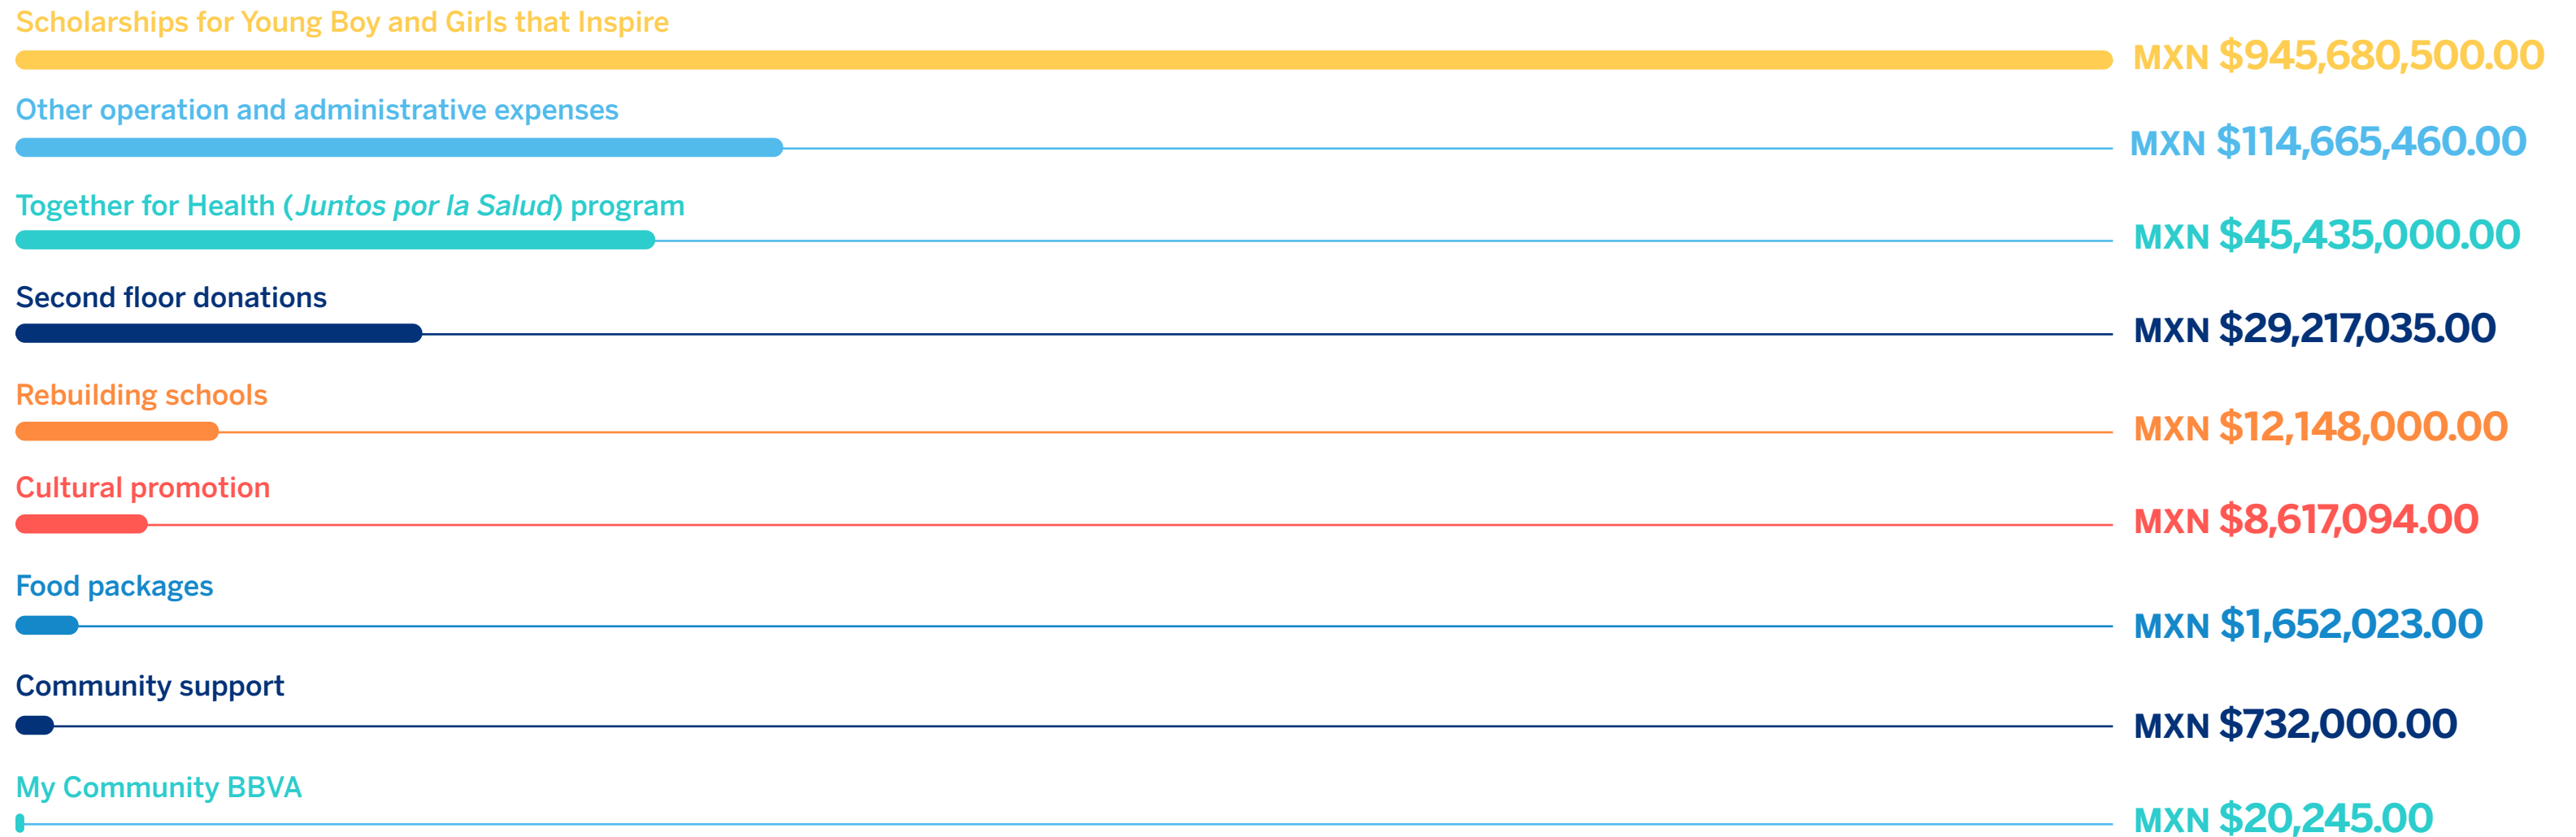 Scholarships for Young Boy and Girls that Inspire
MXN $945,680,500.00
Other operation and administrative expenses
MXN $114,665,460.00
Together for Health (Juntos por la Salud) program
MXN $45,435,000.00
Second floor donations
MXN $29,217,035.00
Rebuilding schools
MXN $12,148,000.00
Cultural promotion
MXN $8,617,094.00
Food packages
MXN $1,652,023.00
Community support
MXN $732,000.00
My Community BBVA
MXN $20,245.00